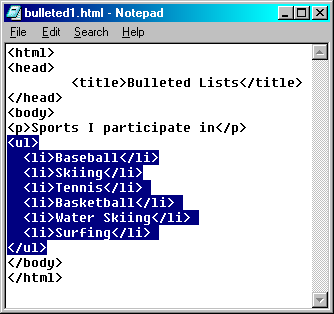 bulleted1.html - Notepad
File Edit Search Help
<html>
<head>
        <title>Bulleted Lists</title>
</head>
<body>
<p>Sports I participate in</p>
<ul>
  <li>Baseball</li>
  <li>Skiing</li>
  <li>Tennis</li>
  <li>Basketball</li>
  <li>Water Skiing</li>
  <li>Surfing</li>
</ul>
</body>
</html>